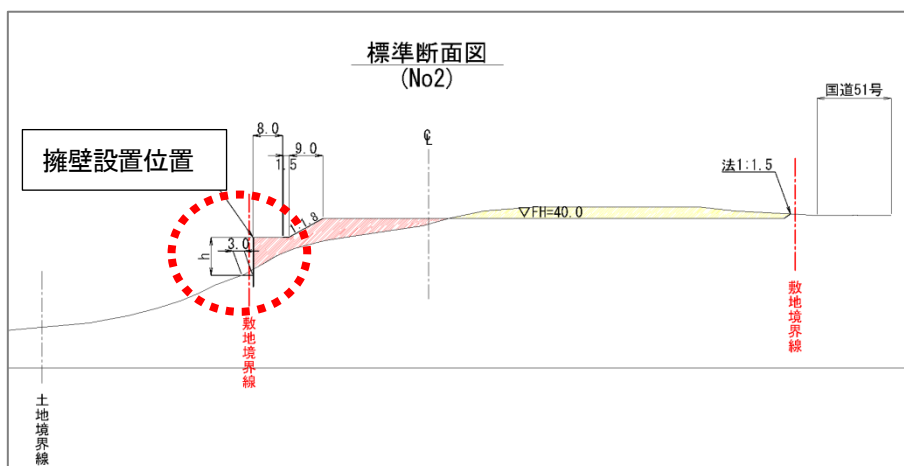 標準断面図
(No2)
国道51号
8.0
擁壁設置位置
9.0
1.5
℄
法1:1.5
1:1.8
▽FH=40.0
3.0
h
敷地境界線
敷地境界線
土地境界線